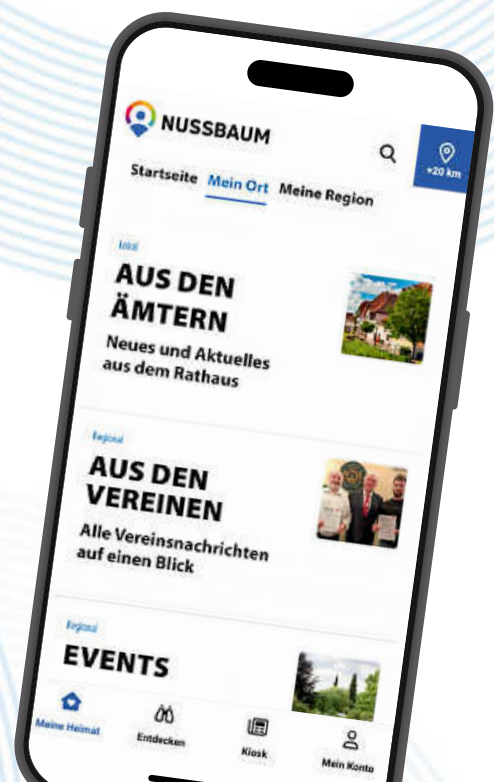 NUSSBAUM
+20 km
Startseite Mein Ort Meine Region
Lokal
AUS DEN
ÄMTERN
Neues und Aktuelles
aus dem Rathaus
Regional
AUS DEN
VEREINEN
Alle Vereinsnachrichten
auf einen Blick
Regional
EVENTS
Meine Heimat
Entdecken
Kiosk
Mein Konto